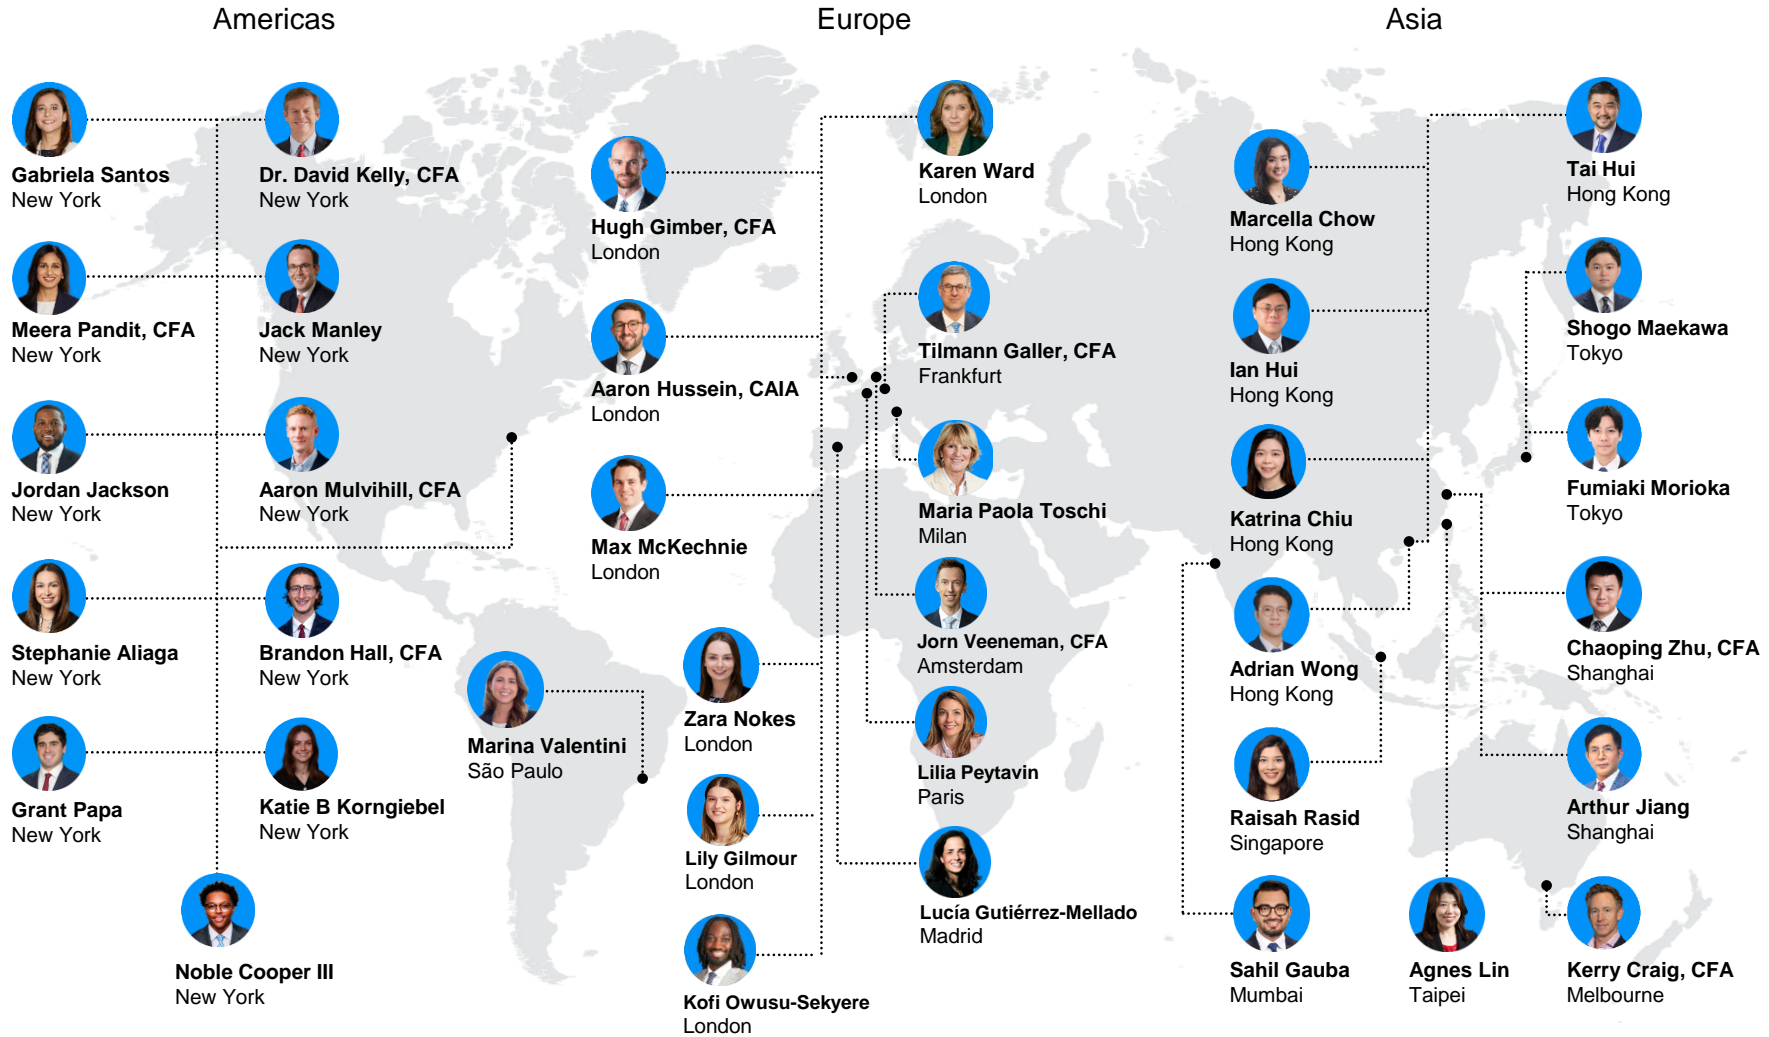 Americas
Europe
Asia
Gabriela Santos
New York
Dr. David Kelly, CFA
New York
Meera Pandit, CFA
New York
Jack Manley
New York
Jordan Jackson
New York
Aaron Mulvihill, CFA
New York
Stephanie Aliaga
New York
Brandon Hall, CFA
New York
Grant Papa
New York
Katie B Korngiebel
New York
Noble Cooper III
New York
Marina Valentini
São Paulo
Hugh Gimber, CFA
London
Aaron Hussein, CAIA
London
Max McKechnie
London
Zara Nokes
London
Lily Gilmour
London
Kofi Owusu-Sekyere
London
Karen Ward
London
Tilmann Galler, CFA
Frankfurt
Maria Paola Toschi
Milan
Jorn Veeneman, CFA
Amsterdam
Lilia Peytavin
Paris
Lucía Gutiérrez-Mellado
Madrid
Marcella Chow
Hong Kong
Ian Hui
Hong Kong
Katrina Chiu
Hong Kong
Adrian Wong
Hong Kong
Raisah Rasid
Singapore
Sahil Gauba
Mumbai
Agnes Lin
Taipei
Tai Hui
Hong Kong
Shogo Maekawa
Tokyo
Fumiaki Morioka
Tokyo
Chaoping Zhu, CFA
Shanghai
Arthur Jiang
Shanghai
Kerry Craig, CFA
Melbourne